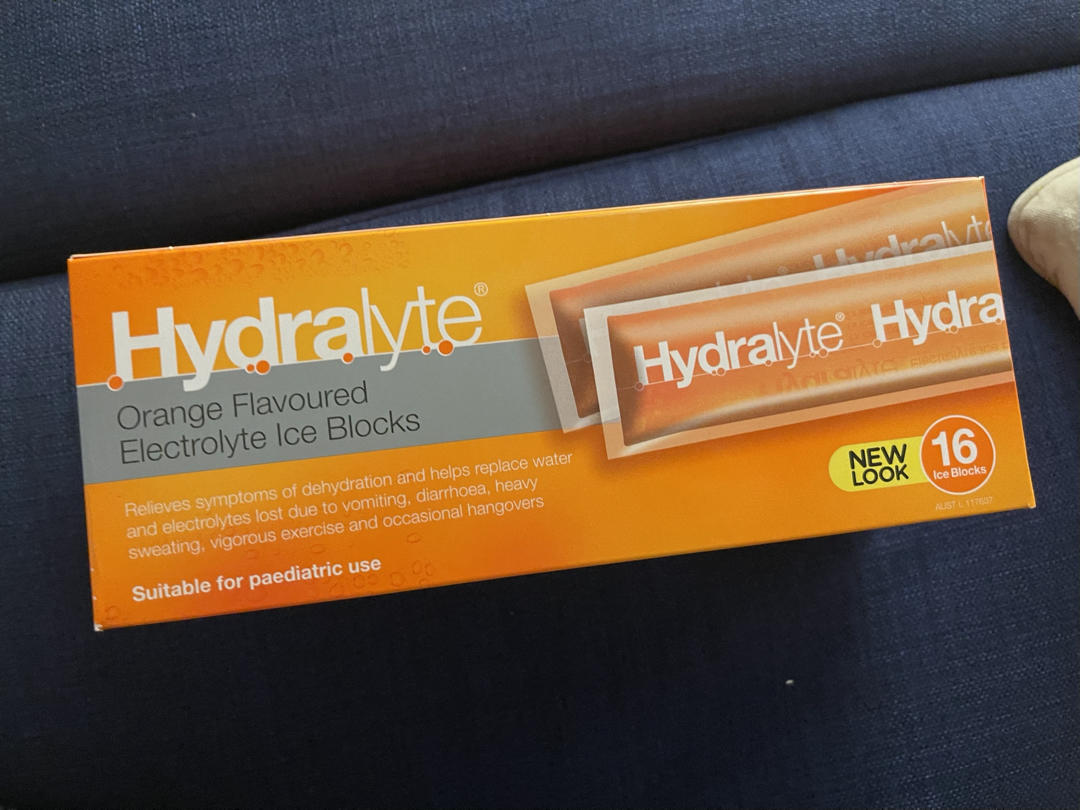 Hydralyte®
Orange Flavoured
Electrolyte Ice Blocks
Relieves symptoms of dehydration and helps replace water
and electrolytes lost due to vomiting, diarrhoea, heavy
sweating, vigorous exercise and occasional hangovers
Suitable for paediatric use
Hydralyte
Hydralyte® Hydra
NEW
LOOK
16
Ice Blocks
AUST L 117637